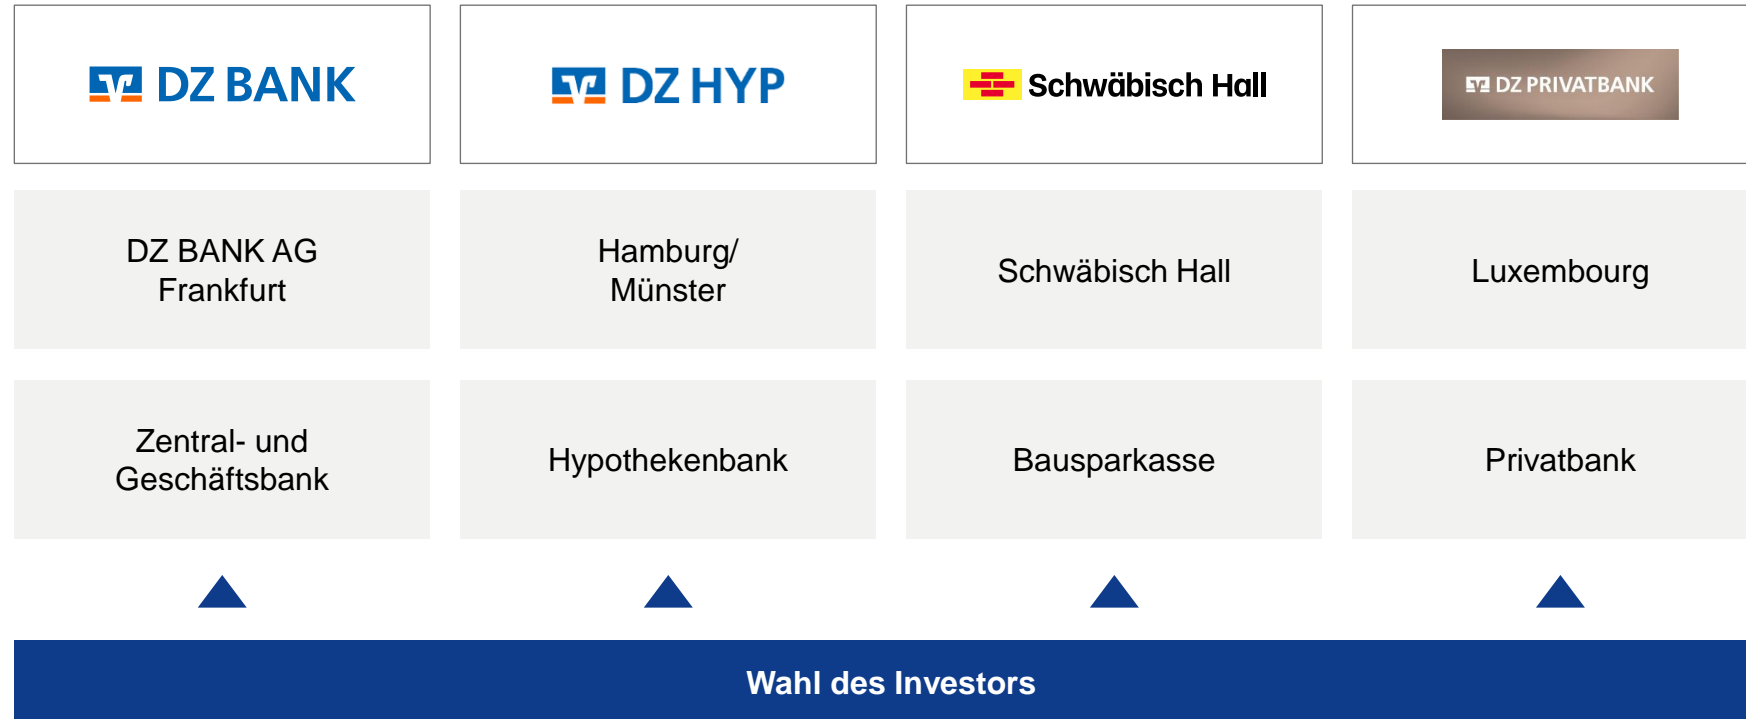 DZ BANK
DZ HYP
Schwäbisch Hall
DZ PRIVATBANK
DZ BANK AG
Frankfurt
Hamburg/
Münster
Schwäbisch Hall
Luxembourg
Zentral- und
Geschäftsbank
Hypothekenbank
Bausparkasse
Privatbank
Wahl des Investors